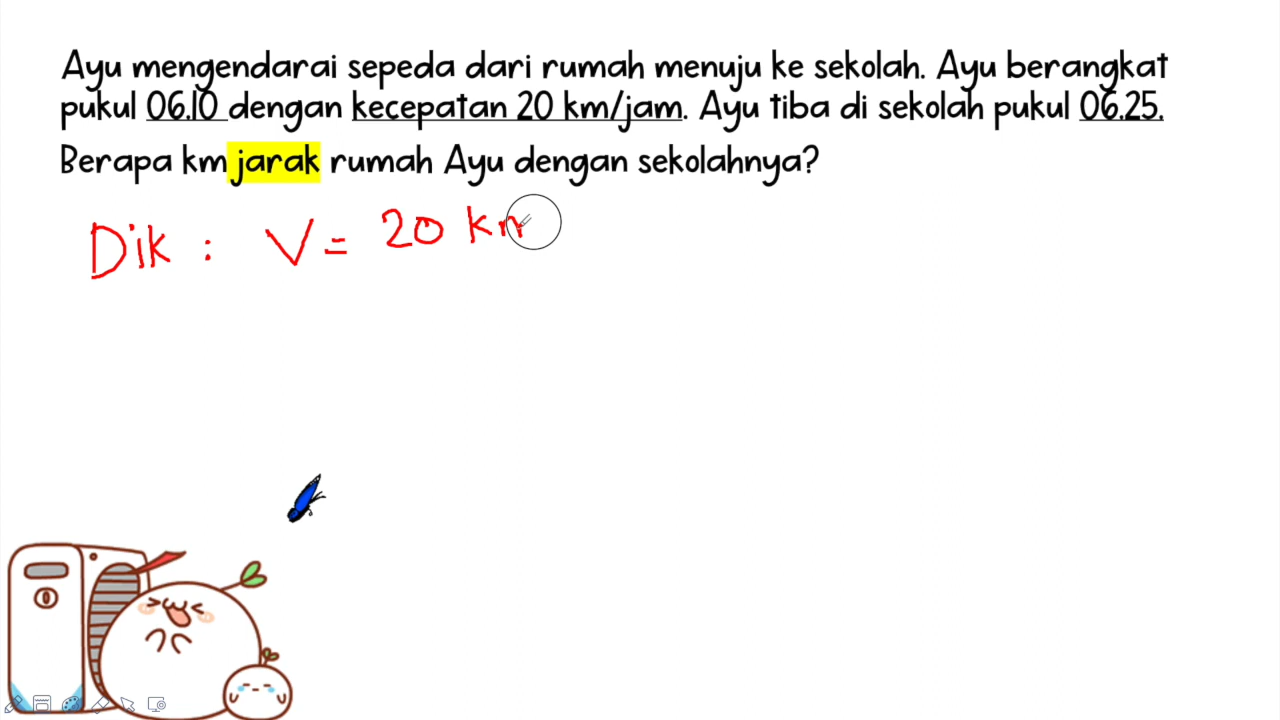 Ayu mengendarai sepeda dari rumah menuju ke sekolah. Ayu berangkat
pukul 06.10 dengan kecepatan 20 km/jam. Ayu tiba di sekolah pukul 06.25.
Berapa km jarak rumah Ayu dengan sekolahnya?
Dik : V = 20 km